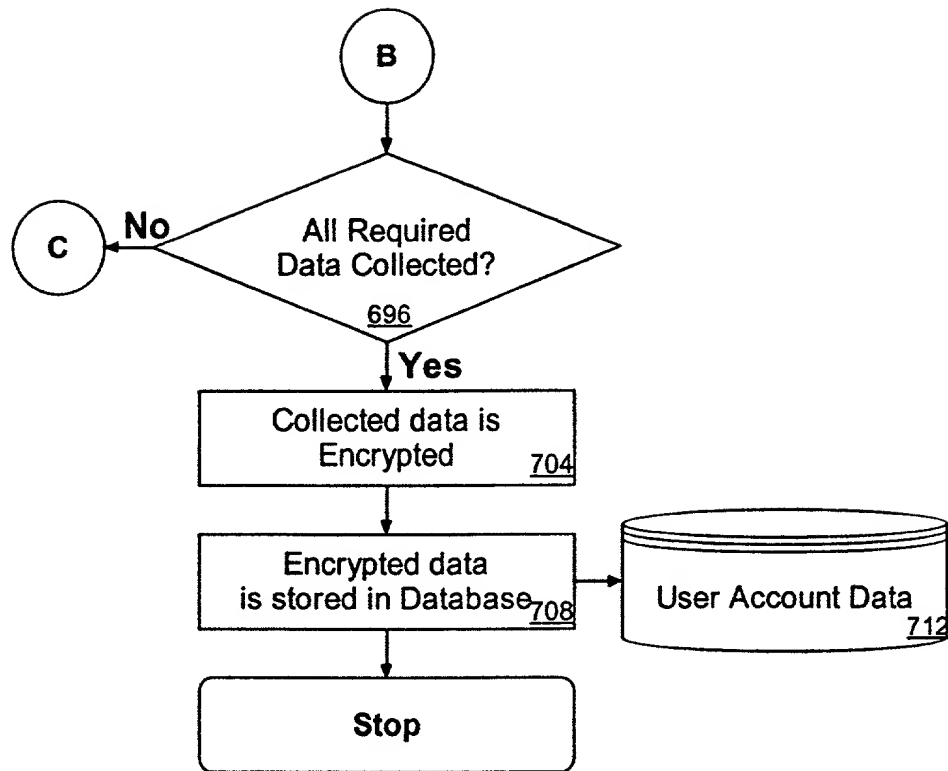 B
C
No
All Required
Data Collected?
696
Yes
Collected data is
Encrypted
704
Encrypted data
is stored in Database
708
User Account Data
712
Stop